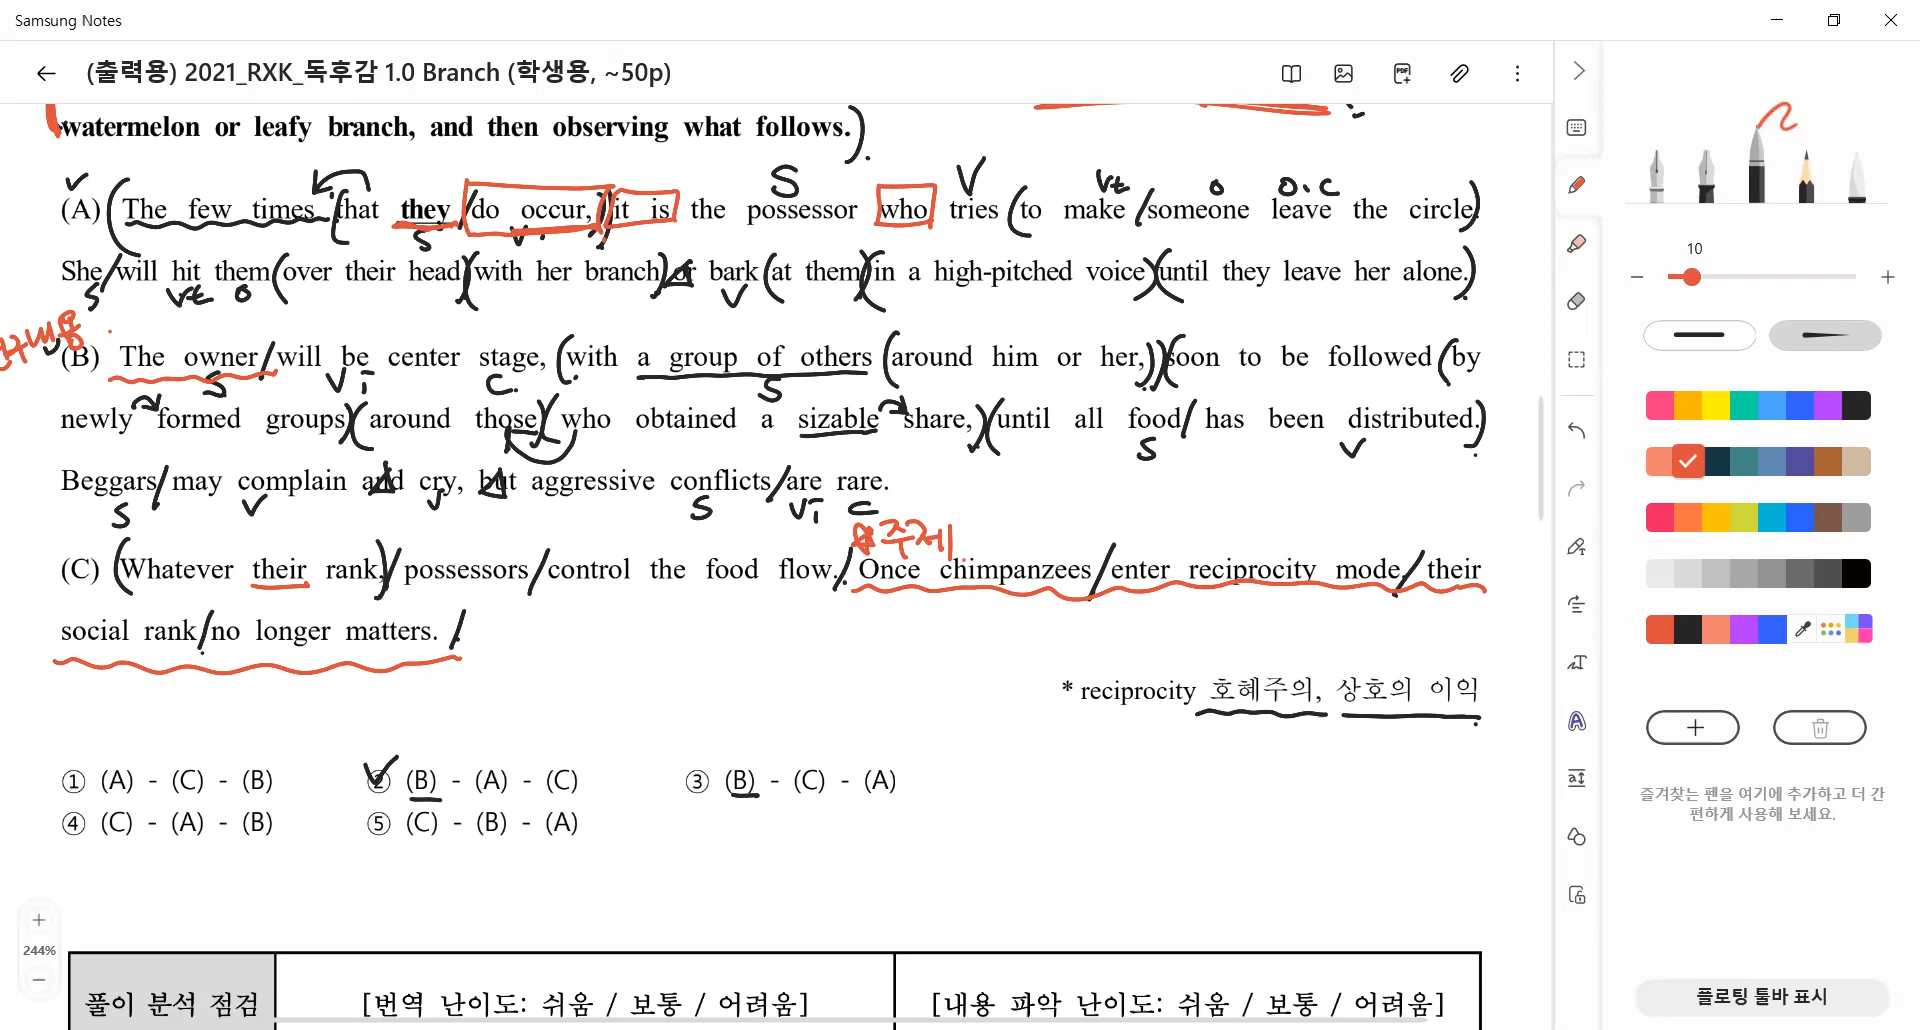 Samsung Notes
(출력용) 2021_RXK_독후감 1.0 Branch (학생용, ~50p)
watermelon or leafy branch, and then observing what follows.
S V Vt O O.C
(A) The few times that they do occur, it is the possessor who tries to make someone leave the circle.
S V
She will hit them over their head with her branch or bark at them in a high-pitched voice until they leave her alone.
S Vt O V
(B) The owner will be center stage, with a group of others around him or her, soon to be followed by
S Vi C. S
newly formed groups around those who obtained a sizable share, until all food has been distributed.
S V
Beggars may complain and cry, but aggressive conflicts are rare.
S V V S Vi C
주제
(C) Whatever their rank, possessors control the food flow. Once chimpanzees enter reciprocity mode, their
social rank no longer matters.
* reciprocity 호혜주의, 상호의 이익
① (A) - (C) - (B) ② (B) - (A) - (C) ③ (B) - (C) - (A)
④ (C) - (A) - (B) ⑤ (C) - (B) - (A)
풀이 분석 점검 [번역 난이도: 쉬움 / 보통 / 어려움] [내용 파악 난이도: 쉬움 / 보통 / 어려움]
244%
10
즐겨찾는 펜을 여기에 추가하고 더 간
편하게 사용해 보세요.
플로팅 툴바 표시